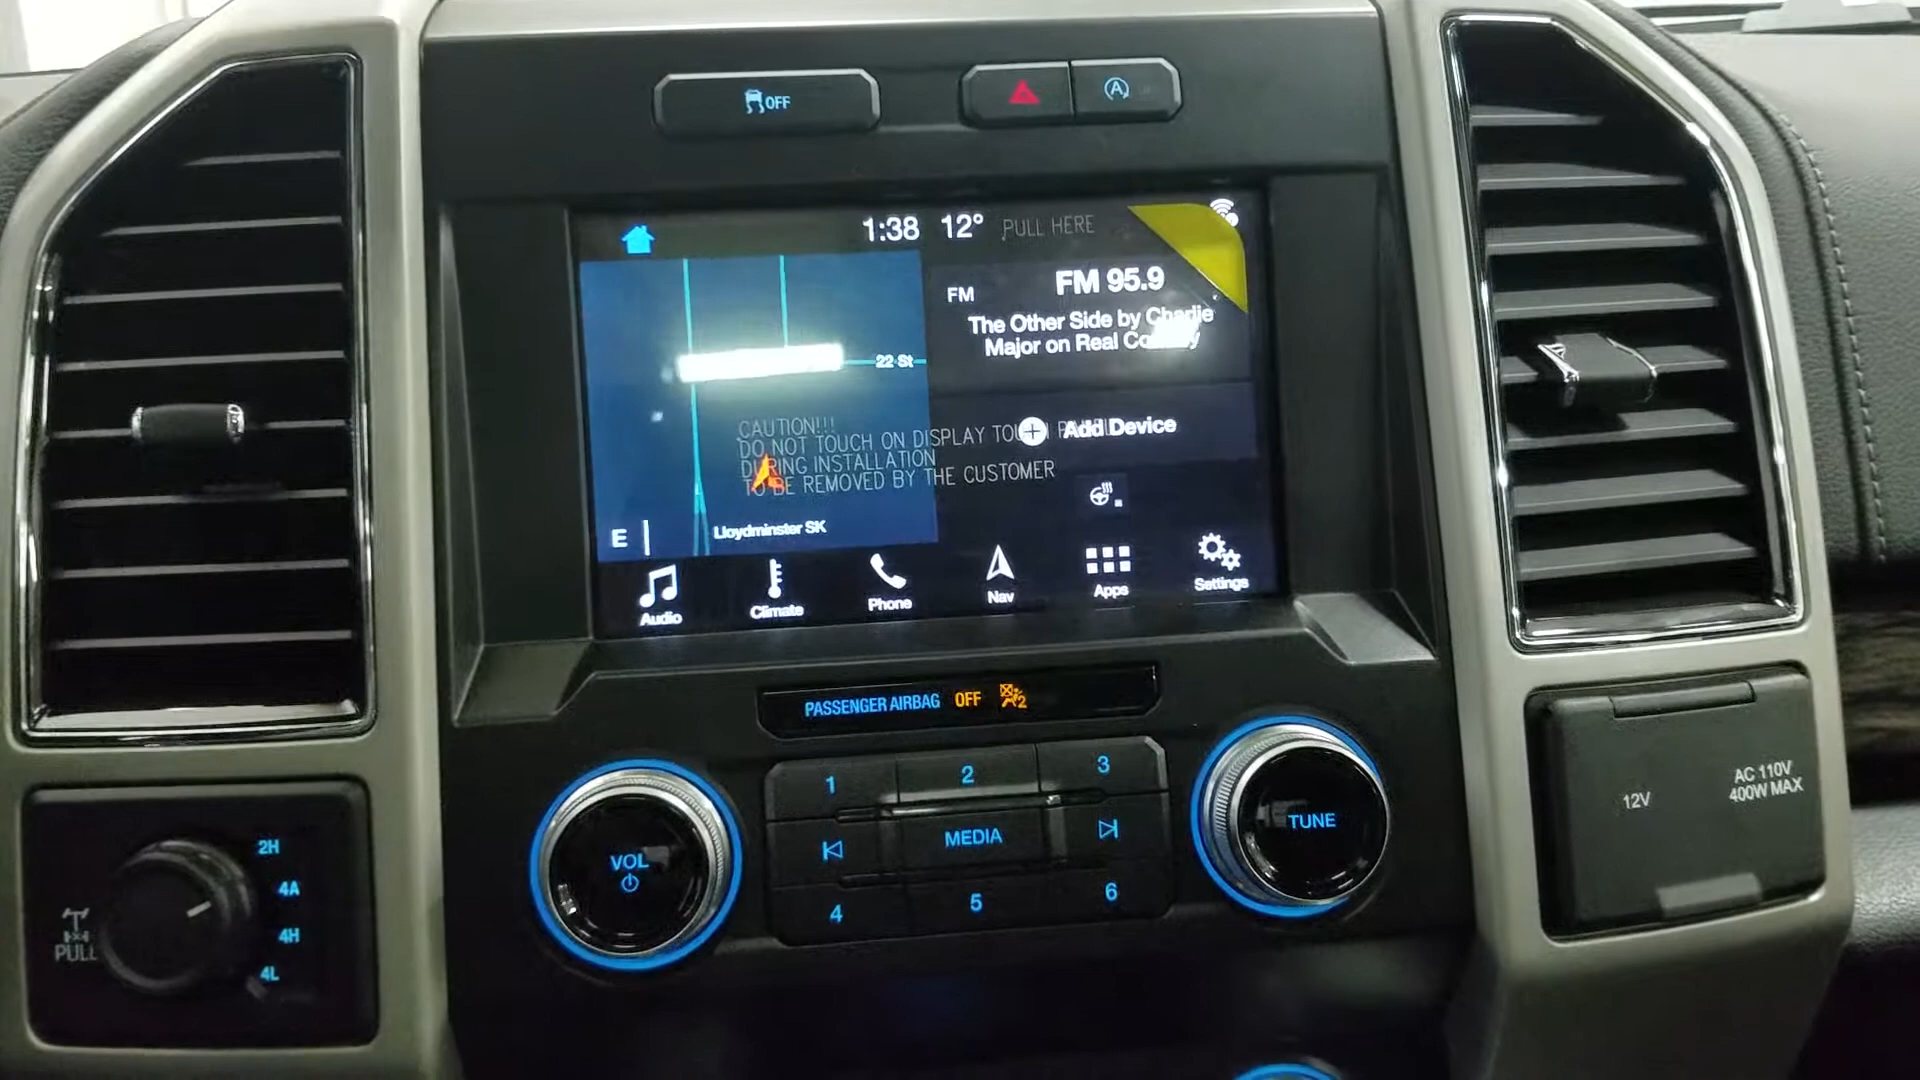 OFF
A
1:38 12° PULL HERE
FM 95.9
FM
The Other Side by Charlie
Major on Real
22 St
CAUTION!!!
DO NOT TOUCH ON DISPLAY
DURING INSTALLATION
TO BE REMOVED BY THE CUSTOMER
Add Device
E
Lloydminster SK
Audio
Climate
Phone
Nav
Apps
Settings
PASSENGER AIRBAG OFF 2
1 2 3
MEDIA
4 5 6
VOL
TUNE
2H
4A
4H
4L
PULL
12V
AC 110V
400W MAX